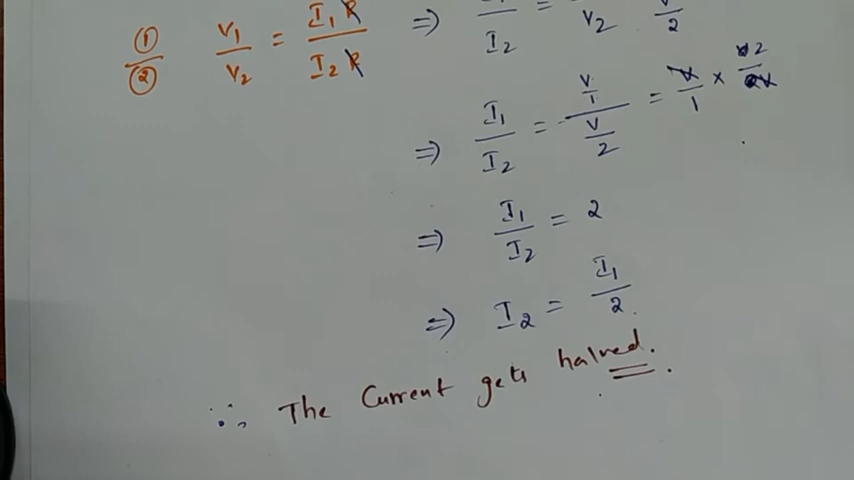 ①/② V₁/V₂ = I₁R/I₂R ⇒ I₁/I₂ = V₂ V/2
⇒ I₁/I₂ = (V/1)/(V/2) = V/1 × 2/V
⇒ I₁/I₂ = 2
⇒ I₂ = I₁/2.
∴ The Current gets halved.